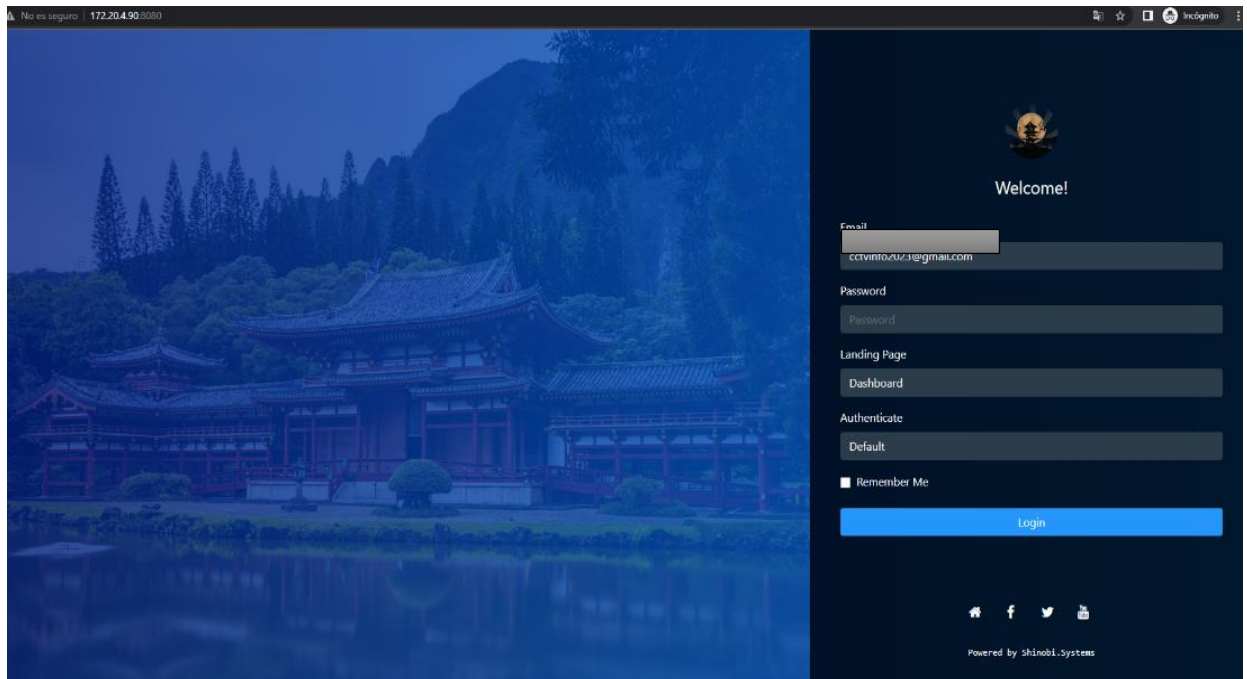 No es seguro 172.20.4.90:8080 Incógnito
Welcome!
Email
cctvinfo2023@gmail.com
Password
Password
Landing Page
Dashboard
Authenticate
Default
Remember Me
Login
Powered by Shinobi.Systems